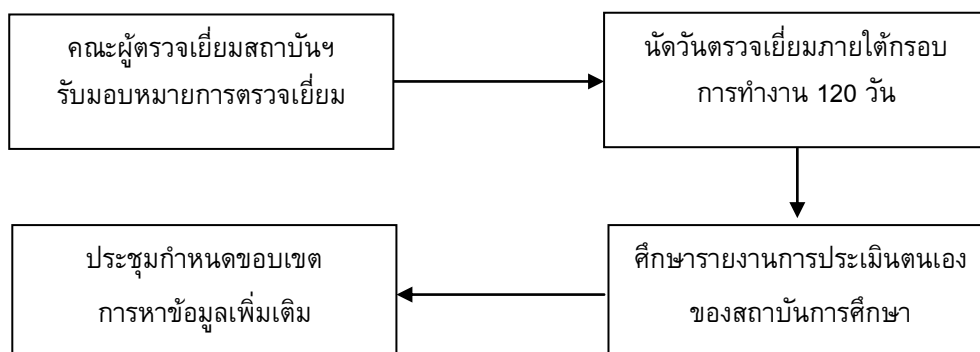 คณะผู้ตรวจเยี่ยมสถาบันฯ
รับมอบหมายการตรวจเยี่ยม
นัดวันตรวจเยี่ยมภายใต้กรอบ
การทำงาน 120 วัน
ศึกษารายงานการประเมินตนเอง
ของสถาบันการศึกษา
ประชุมกำหนดขอบเขต
การหาข้อมูลเพิ่มเติม